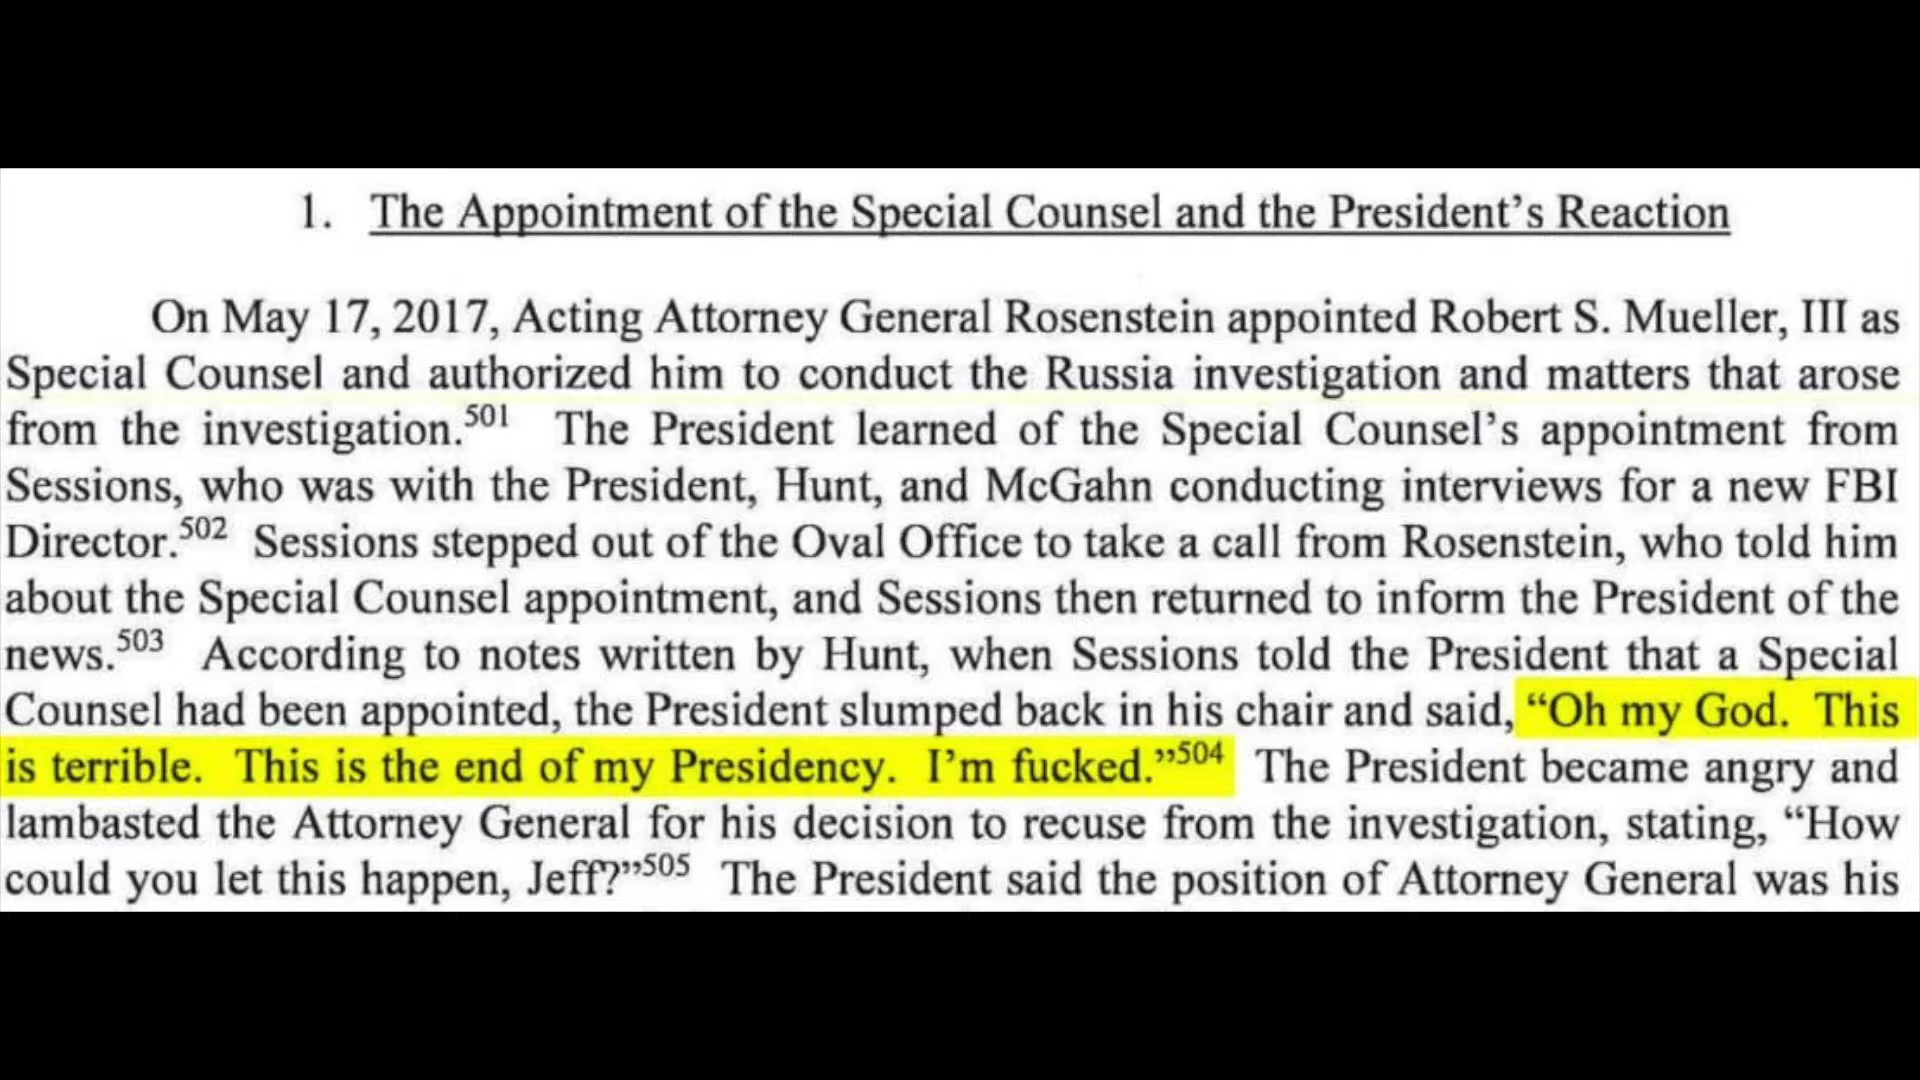 1. The Appointment of the Special Counsel and the President’s Reaction
On May 17, 2017, Acting Attorney General Rosenstein appointed Robert S. Mueller, III as
Special Counsel and authorized him to conduct the Russia investigation and matters that arose
from the investigation.501 The President learned of the Special Counsel’s appointment from
Sessions, who was with the President, Hunt, and McGahn conducting interviews for a new FBI
Director.502 Sessions stepped out of the Oval Office to take a call from Rosenstein, who told him
about the Special Counsel appointment, and Sessions then returned to inform the President of the
news.503 According to notes written by Hunt, when Sessions told the President that a Special
Counsel had been appointed, the President slumped back in his chair and said, “Oh my God. This
is terrible. This is the end of my Presidency. I’m fucked.”504 The President became angry and
lambasted the Attorney General for his decision to recuse from the investigation, stating, “How
could you let this happen, Jeff?”505 The President said the position of Attorney General was his